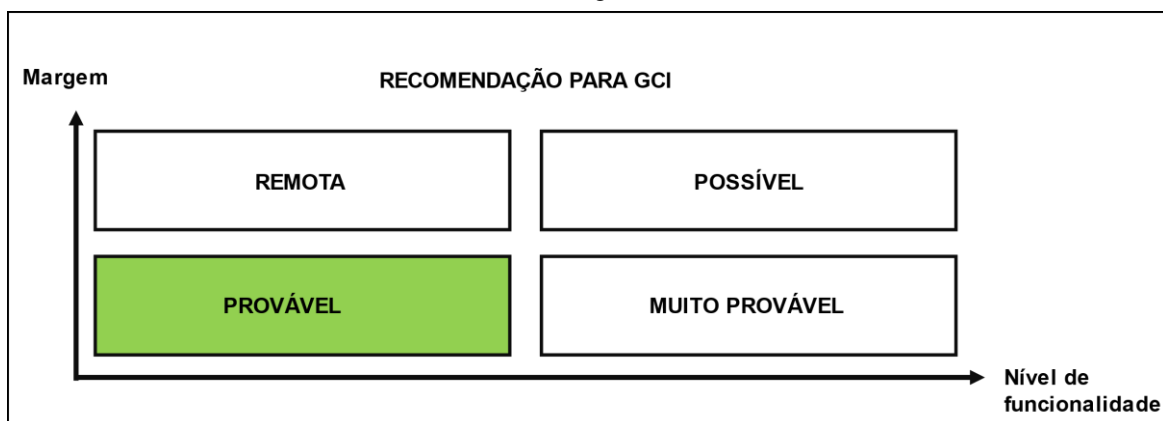 Margem
RECOMENDAÇÃO PARA GCI
REMOTA
POSSÍVEL
PROVÁVEL
MUITO PROVÁVEL
Nível de
funcionalidade